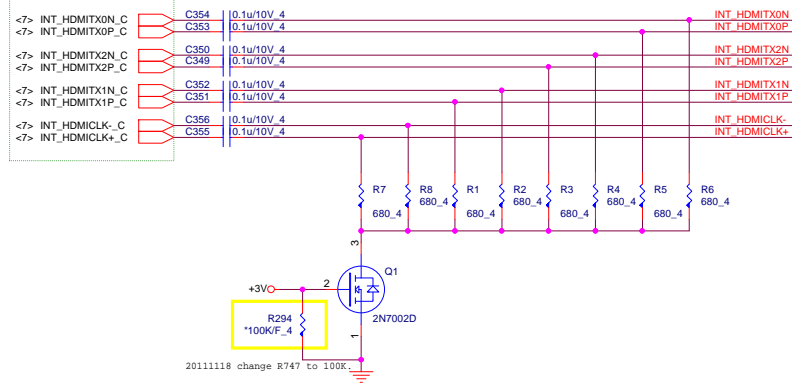 <7> INT_HDMITX0N_C C354 0.1u/10V_4 INT_HDMITX0N
<7> INT_HDMITX0P_C C353 INT_HDMITX0P
<7> INT_HDMITX2N_C C350 0.1u/10V_4 INT_HDMITX2N
<7> INT_HDMITX2P_C C349 0.1u/10V_4 INT_HDMITX2P
<7> INT_HDMITX1N_C C352 0.1u/10V_4 INT_HDMITX1N
<7> INT_HDMITX1P_C C351 0.1u/10V_4 INT_HDMITX1P
<7> INT_HDMICLK-_C C356 0.1u/10V_4 INT_HDMICLK-
<7> INT_HDMICLK+_C C355 0.1u/10V_4 INT_HDMICLK+
R7 R8 R1 R2 R3 R4 R5 R6
680_4 680_4 680_4 680_4 680_4 680_4 680_4 680_4
3
Q1
+3V 2
2N7002D
R294
*100K/F_4
1
20111118 change R747 to 100K.